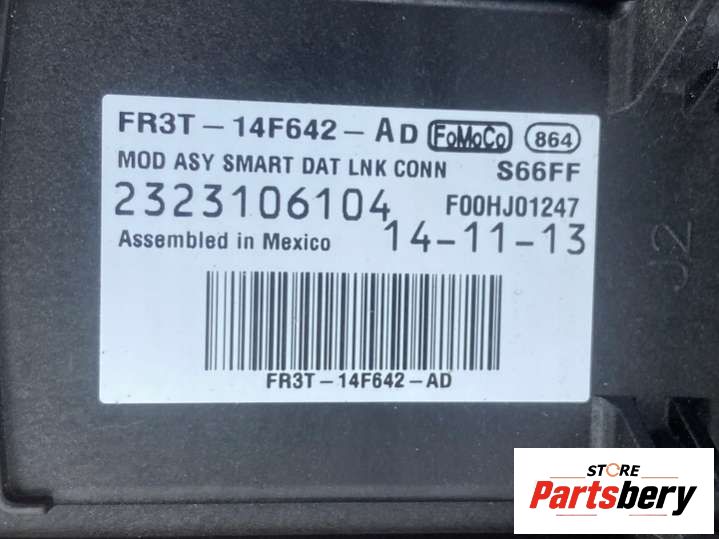 FR3T-14F642-AD FoMoCo 864
MOD ASY SMART DAT LNK CONN S66FF
2323106104 F00HJ01247
Assembled in Mexico 14-11-13
FR3T-14F642-AD
J2
STORE
Partsbery